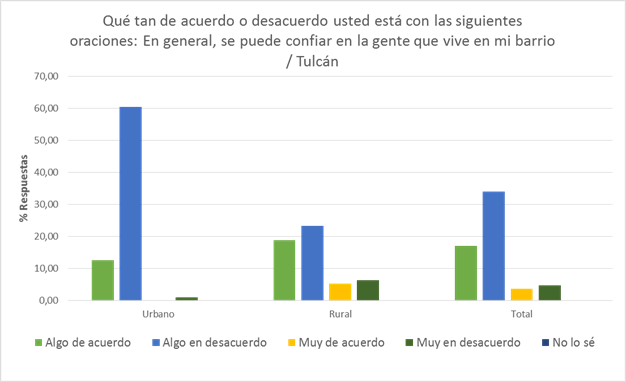 Qué tan de acuerdo o desacuerdo usted está con las siguientes
oraciones: En general, se puede confiar en la gente que vive en mi barrio
/ Tulcán
70,00
60,00
50,00
40,00
30,00
20,00
10,00
0,00
% Respuestas
Urbano Rural Total
Algo de acuerdo Algo en desacuerdo Muy de acuerdo Muy en desacuerdo No lo sé